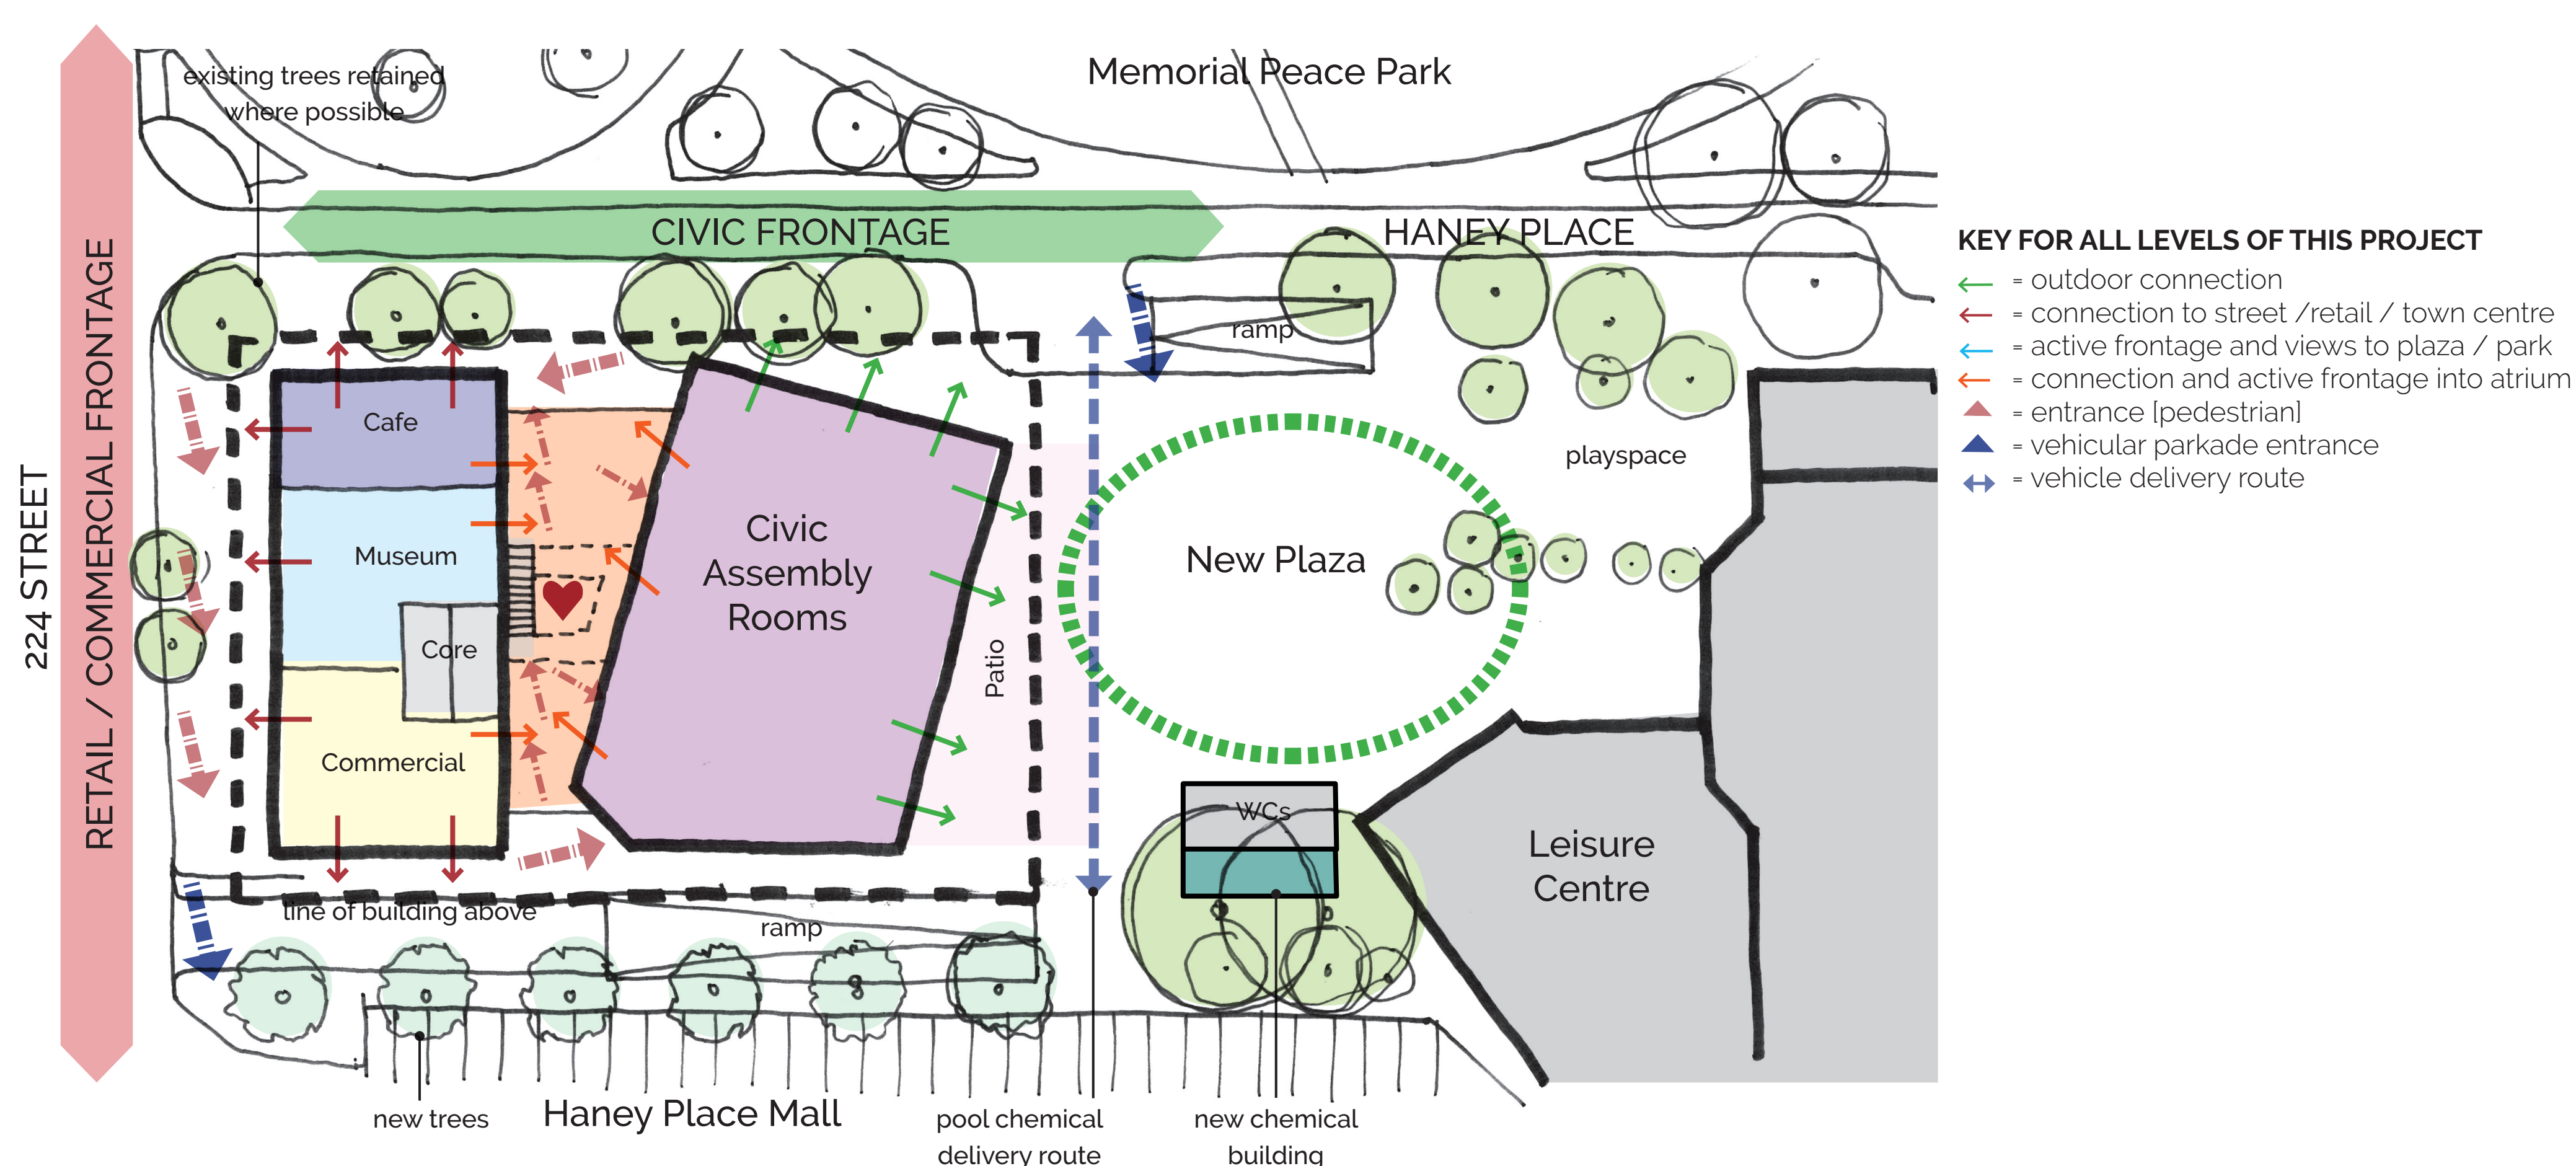 existing trees retained
where possible
Memorial Peace Park
CIVIC FRONTAGE
HANEY PLACE
224 STREET
RETAIL / COMMERCIAL FRONTAGE
ramp
Cafe
Museum
Core
Commercial
Civic
Assembly
Rooms
Patio
New Plaza
playspace
WCs
Leisure
Centre
line of building above
ramp
new trees
Haney Place Mall
pool chemical
delivery route
new chemical
building
KEY FOR ALL LEVELS OF THIS PROJECT
= outdoor connection
= connection to street /retail / town centre
= active frontage and views to plaza / park
= connection and active frontage into atrium
= entrance [pedestrian]
= vehicular parkade entrance
= vehicle delivery route